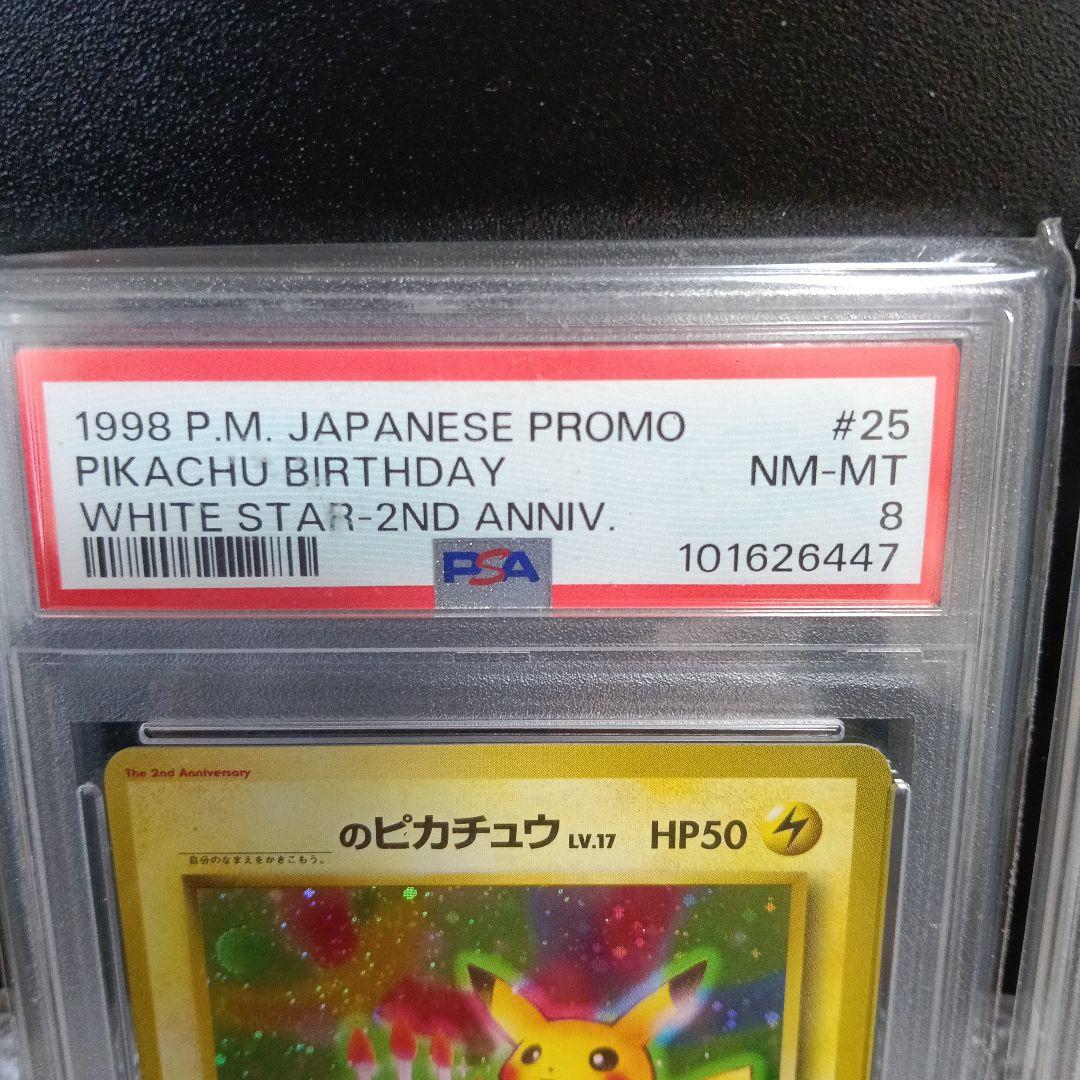 1998 P.M. JAPANESE PROMO #25
PIKACHU BIRTHDAY NM-MT
WHITE STAR-2ND ANNIV. 8
PSA 101626447
The 2nd Anniversary
のピカチュウ LV.17 HP50
自分のなまえをかきこもう。